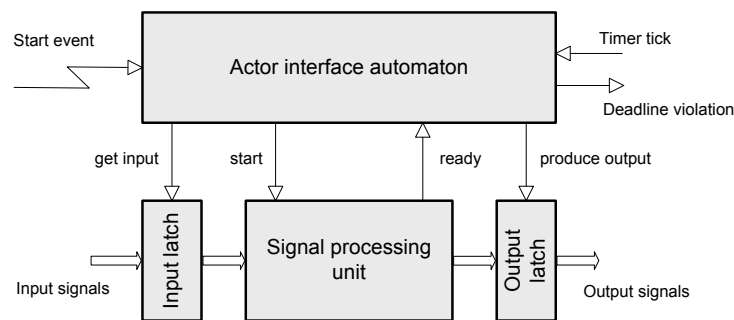 Start event
Actor interface automaton
Timer tick
Deadline violation
get input
start
ready
produce output
Input latch
Signal processing
unit
Output
latch
Input signals
Output signals